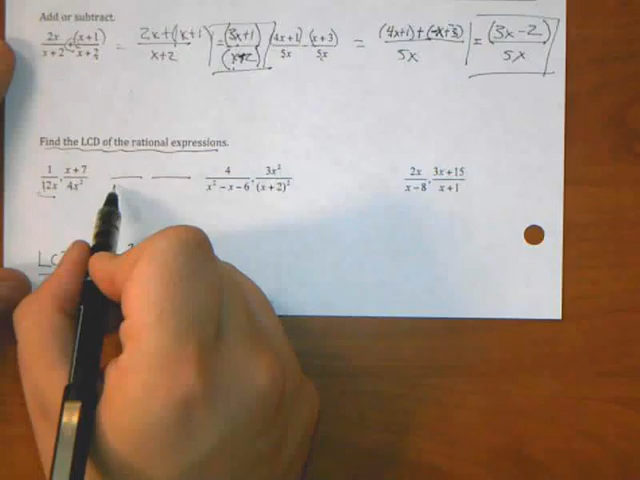 Add or subtract.
2x/(x+2) + (x+1)/(x+2) = (2x+(x+1))/(x+2) = (3x+1)/(x+2) (4x+1)/5x - (x+3)/5x = ((4x+1)+(-x+3))/5x = (3x-2)/5x
Find the LCD of the rational expressions.
1/12x, (x+7)/4x² 4/(x²-x-6), 3x²/(x+2)² 2x/(x-8), (3x+15)/(x+1)